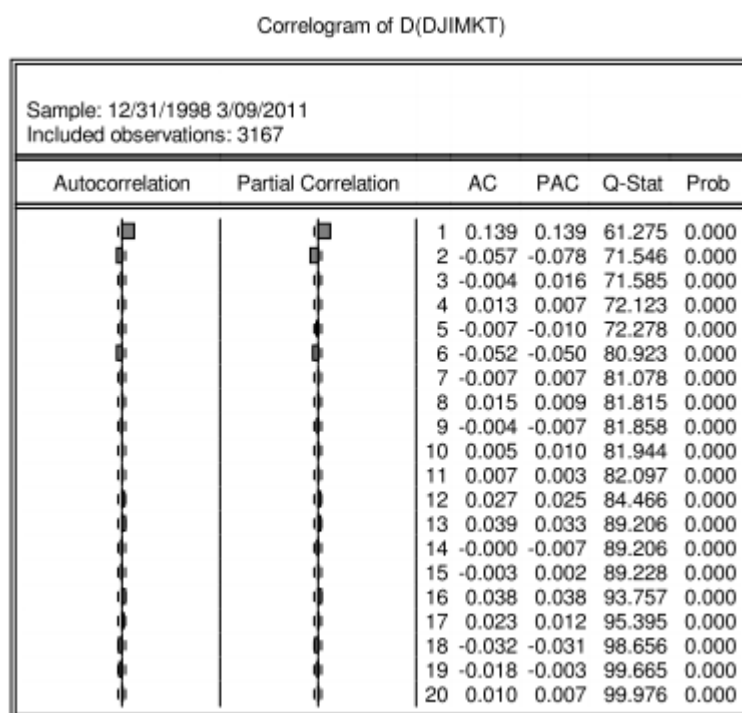 Correlogram of D(DJIMKT)
Sample: 12/31/1998 3/09/2011
Included observations: 3167
Autocorrelation Partial Correlation AC PAC Q-Stat Prob
1 0.139 0.139 61.275 0.000
2 -0.057 -0.078 71.546 0.000
3 -0.004 0.016 71.585 0.000
4 0.013 0.007 72.123 0.000
5 -0.007 -0.010 72.278 0.000
6 -0.052 -0.050 80.923 0.000
7 -0.007 0.007 81.078 0.000
8 0.015 0.009 81.815 0.000
9 -0.004 -0.007 81.858 0.000
10 0.005 0.010 81.944 0.000
11 0.007 0.003 82.097 0.000
12 0.027 0.025 84.466 0.000
13 0.039 0.033 89.206 0.000
14 -0.000 -0.007 89.206 0.000
15 -0.003 0.002 89.228 0.000
16 0.038 0.038 93.757 0.000
17 0.023 0.012 95.395 0.000
18 -0.032 -0.031 98.656 0.000
19 -0.018 -0.003 99.665 0.000
20 0.010 0.007 99.976 0.000